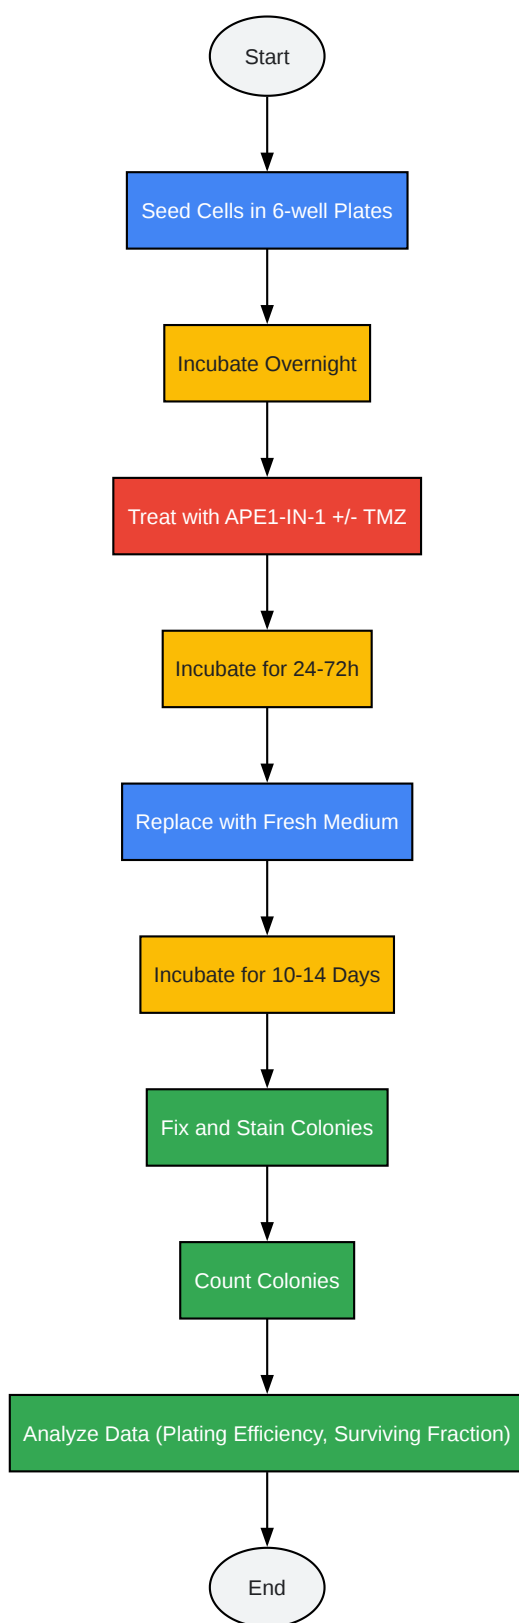 Start
Seed Cells in 6-well Plates
Incubate Overnight
Treat with APE1-IN-1 +/- TMZ
Incubate for 24-72h
Replace with Fresh Medium
Incubate for 10-14 Days
Fix and Stain Colonies
Count Colonies
Analyze Data (Plating Efficiency, Surviving Fraction)
End